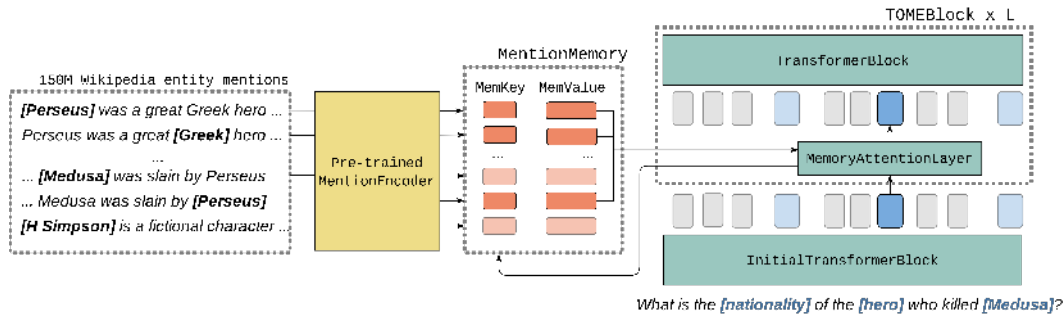 TOMEBlock x L
MentionMemory
TransformerBlock
150M Wikipedia entity mentions
MemKey MemValue
[Perseus] was a great Greek hero ...
Perseus was a great [Greek] hero ...
...
... [Medusa] was slain by Perseus
... Medusa was slain by [Perseus]
[H Simpson] is a fictional character ...
Pre-trained
MentionEncoder
... ...
MemoryAttentionLayer
InitialTransformerBlock
What is the [nationality] of the [hero] who killed [Medusa]?